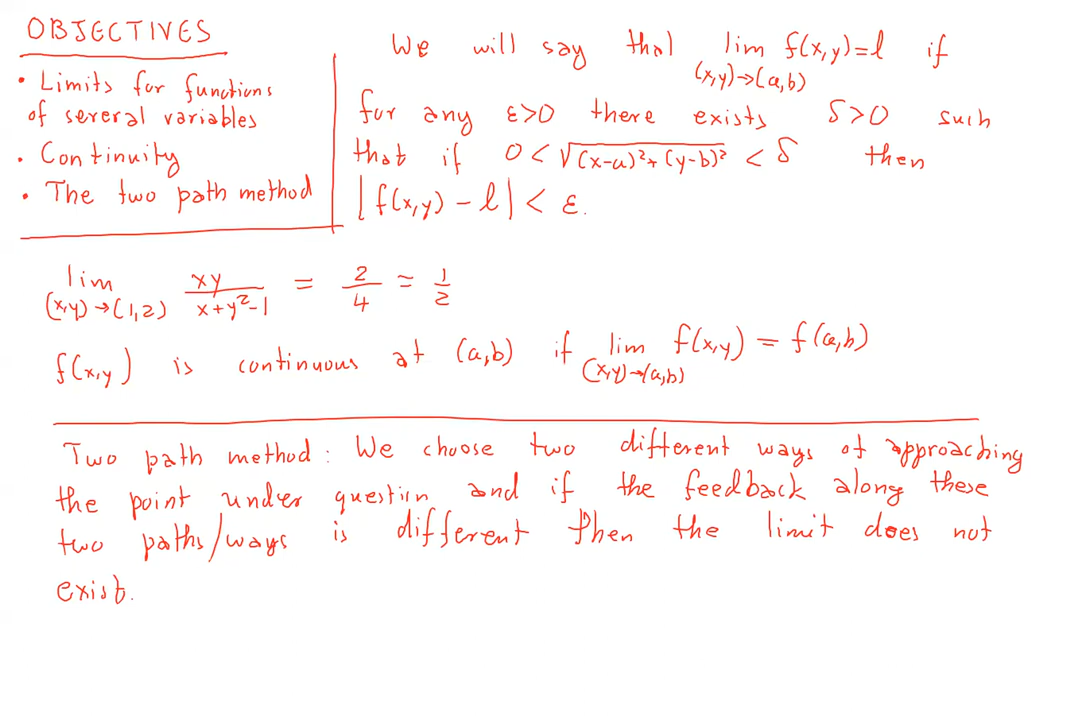 OBJECTIVES
• Limits for functions
of several variables
• Continuity
• The two path method
We will say that lim f(x,y)=l if
(x,y)→(a,b)
for any ε>0 there exists δ>0 such
that if 0<√(x-a)²+(y-b)² < δ then
|f(x,y) - l| < ε.
lim xy/(x+y²-1) = 2/4 = 1/2
(x,y)→(1,2)
f(x,y) is continuous at (a,b) if lim f(x,y) = f(a,b)
(x,y)→(a,b)
Two path method: We choose two different ways of approaching
the point under question and if the feedback along these
two paths/ways is different then the limit does not
exist.